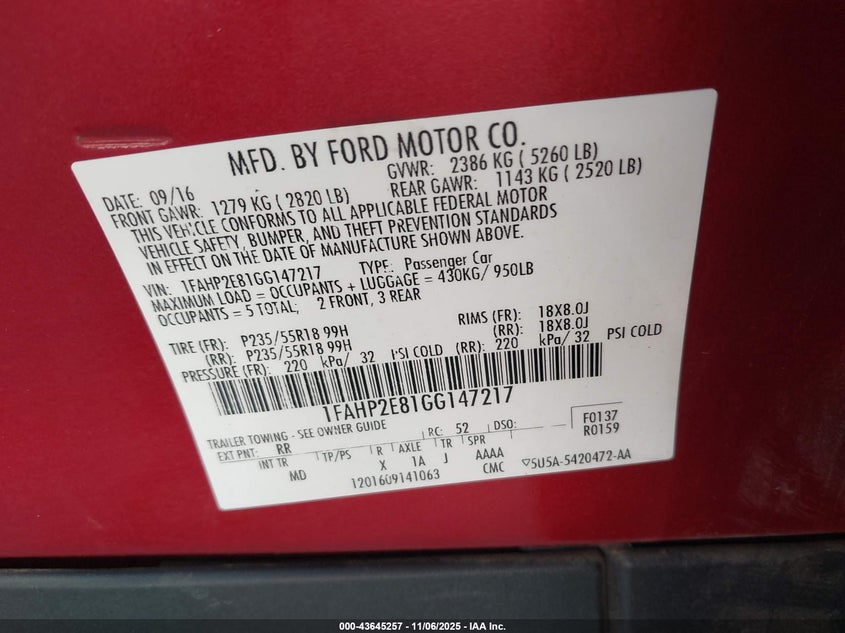 MFD. BY FORD MOTOR CO.
DATE: 09/16 GVWR: 2386 KG ( 5260 LB)
FRONT GAWR: 1279 KG ( 2820 LB) REAR GAWR: 1143 KG ( 2520 LB)
THIS VEHICLE CONFORMS TO ALL APPLICABLE FEDERAL MOTOR
VEHICLE SAFETY, BUMPER, AND THEFT PREVENTION STANDARDS
IN EFFECT ON THE DATE OF MANUFACTURE SHOWN ABOVE.
VIN: 1FAHP2E81GG147217 TYPE: Passenger Car
MAXIMUM LOAD = OCCUPANTS + LUGGAGE = 430KG/ 950LB
OCCUPANTS = 5 TOTAL; 2 FRONT, 3 REAR
TIRE (FR): P235/55R18 99H RIMS (FR): 18X8.0J
(RR): P235/55R18 99H (RR): 18X8.0J
PRESSURE (FR): 220 kPa/ 32 PSI COLD (RR): 220 kPa/ 32 PSI COLD
1FAHP2E81GG147217
TRAILER TOWING - SEE OWNER GUIDE
EXT PNT: RR RC: 52 DSO: F0137
R0159
INT TR TP/PS R AXLE TR SPR
MD X 1A J AAAA
CMC
1201609141063 5U5A-5420472-AA
000-43645257 - 11/06/2025 - IAA Inc.